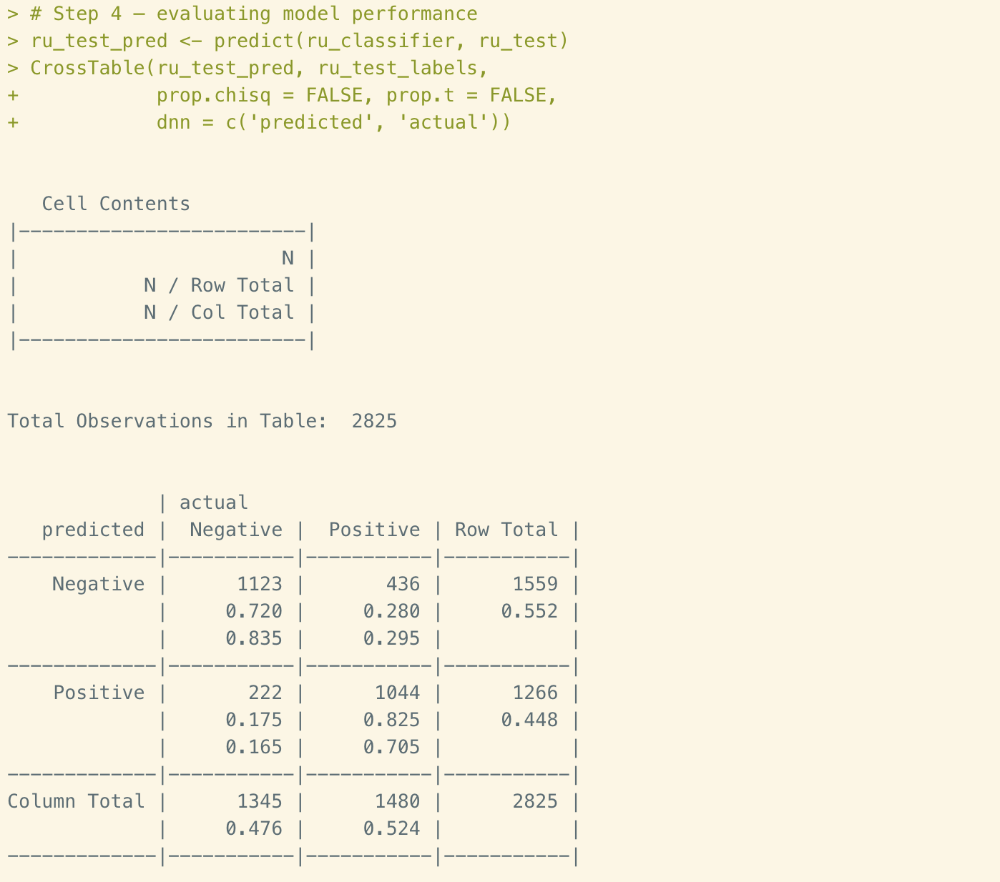 > # Step 4 – evaluating model performance
> ru_test_pred <- predict(ru_classifier, ru_test)
> CrossTable(ru_test_pred, ru_test_labels,
+            prop.chisq = FALSE, prop.t = FALSE,
+            dnn = c('predicted', 'actual'))
   Cell Contents
|-------------------------|
|                       N |
|           N / Row Total |
|           N / Col Total |
|-------------------------|
Total Observations in Table:  2825
             | actual
   predicted |  Negative |  Positive | Row Total |
-------------|-----------|-----------|-----------|
    Negative |      1123 |       436 |      1559 |
             |     0.720 |     0.280 |     0.552 |
             |     0.835 |     0.295 |           |
-------------|-----------|-----------|-----------|
    Positive |       222 |      1044 |      1266 |
             |     0.175 |     0.825 |     0.448 |
             |     0.165 |     0.705 |           |
-------------|-----------|-----------|-----------|
Column Total |      1345 |      1480 |      2825 |
             |     0.476 |     0.524 |           |
-------------|-----------|-----------|-----------|